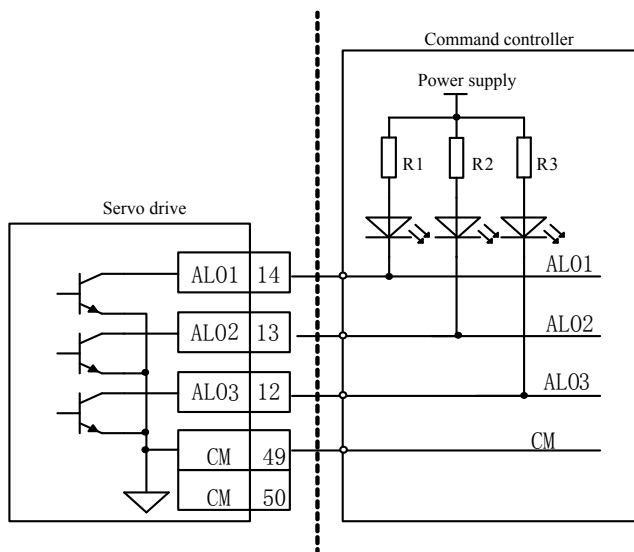 Command controller
Power supply
R1 R2 R3
Servo drive
ALO1 14 ALO1
ALO2 13 ALO2
ALO3 12 ALO3
CM 49 CM
CM 50